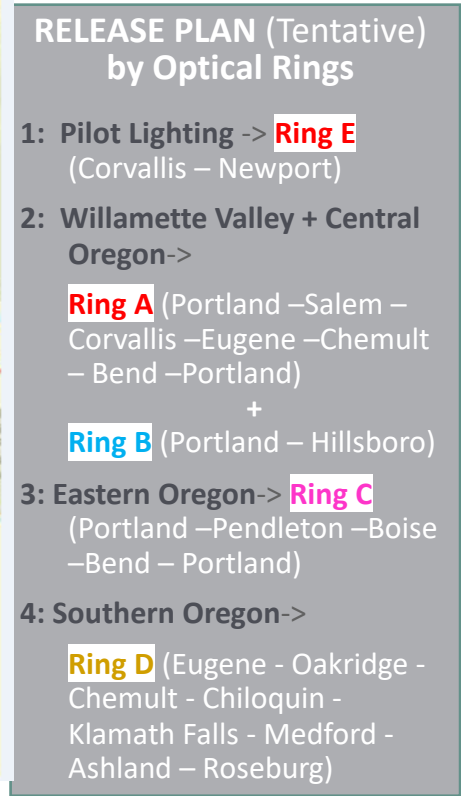 RELEASE PLAN (Tentative)
by Optical Rings
1: Pilot Lighting -> Ring E
(Corvallis – Newport)
2: Willamette Valley + Central
Oregon->
Ring A (Portland –Salem –
Corvallis –Eugene –Chemult
– Bend –Portland)
+
Ring B (Portland – Hillsboro)
3: Eastern Oregon-> Ring C
(Portland –Pendleton –Boise
–Bend – Portland)
4: Southern Oregon->
Ring D (Eugene - Oakridge -
Chemult - Chiloquin -
Klamath Falls - Medford -
Ashland – Roseburg)